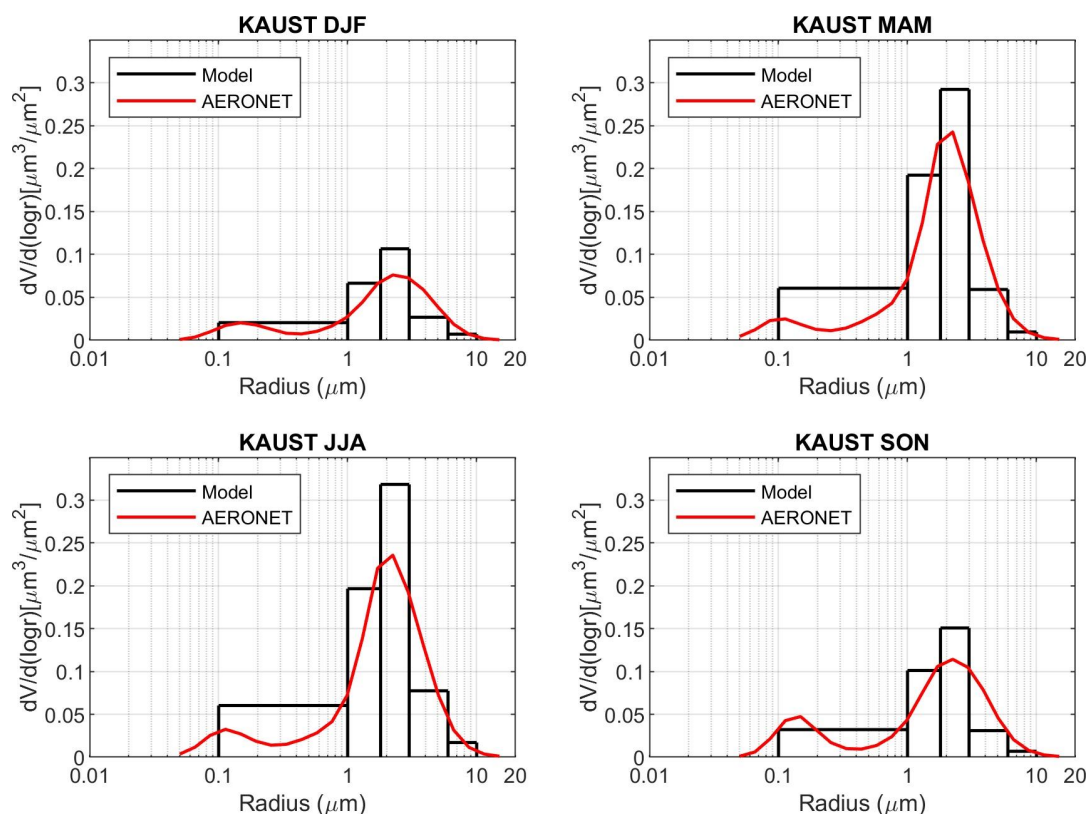 KAUST DJF
0.3
0.25
0.2
0.15
0.1
0.05
0
dV/d(logr)[μm³/μm²]
Model
AERONET
0.01
0.1
1
10
20
Radius (μm)
KAUST MAM
0.3
0.25
0.2
0.15
0.1
0.05
0
dV/d(logr)[μm³/μm²]
Model
AERONET
0.01
0.1
1
10
20
Radius (μm)
KAUST JJA
0.3
0.25
0.2
0.15
0.1
0.05
0
dV/d(logr)[μm³/μm²]
Model
AERONET
0.01
0.1
1
10
20
Radius (μm)
KAUST SON
0.3
0.25
0.2
0.15
0.1
0.05
0
dV/d(logr)[μm³/μm²]
Model
AERONET
0.01
0.1
1
10
20
Radius (μm)